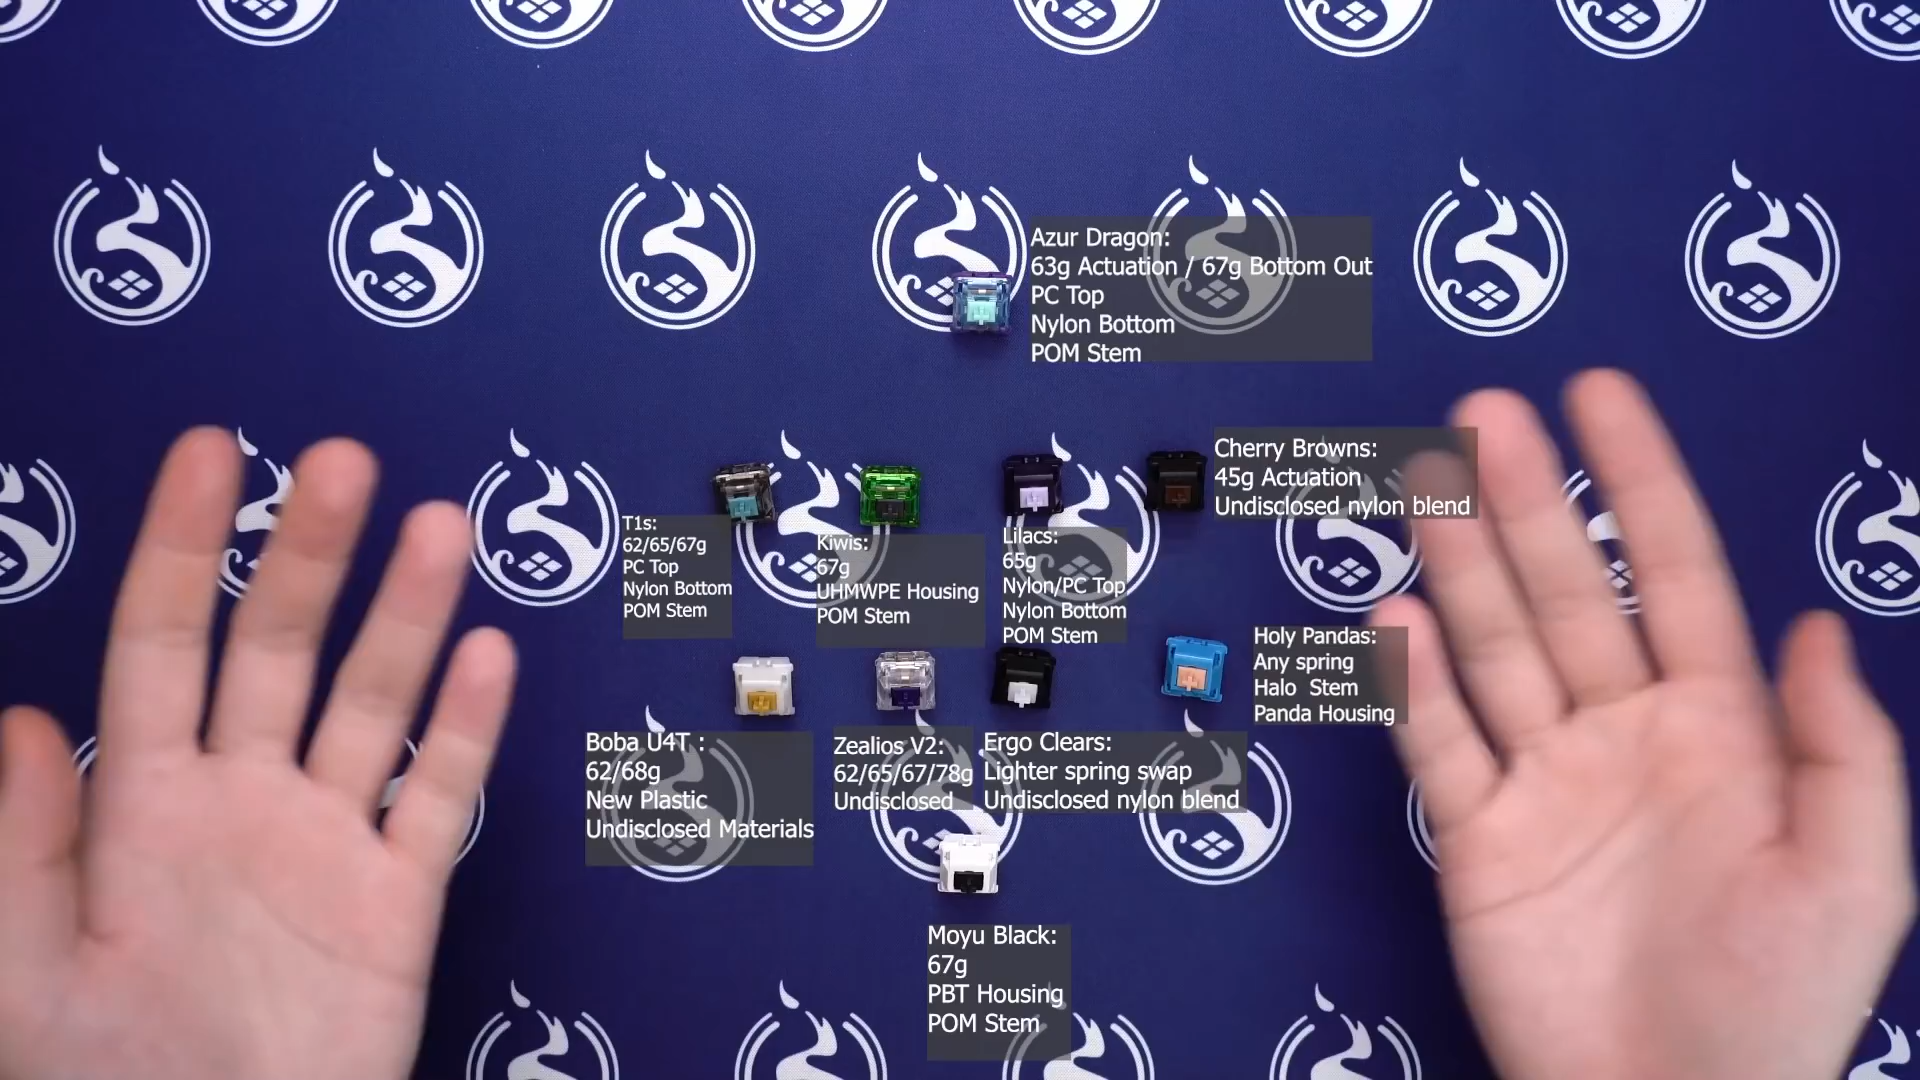 Azur Dragon:
63g Actuation / 67g Bottom Out
PC Top
Nylon Bottom
POM Stem
Cherry Browns:
45g Actuation
Undisclosed nylon blend
T1s:
62/65/67g
PC Top
Nylon Bottom
POM Stem
Kiwis:
67g
UHMWPE Housing
POM Stem
Lilacs:
65g
Nylon/PC Top
Nylon Bottom
POM Stem
Holy Pandas:
Any spring
Halo Stem
Panda Housing
Boba U4T :
62/68g
New Plastic
Undisclosed Materials
Zealios V2:
62/65/67/78g
Undisclosed
Ergo Clears:
Lighter spring swap
Undisclosed nylon blend
Moyu Black:
67g
PBT Housing
POM Stem